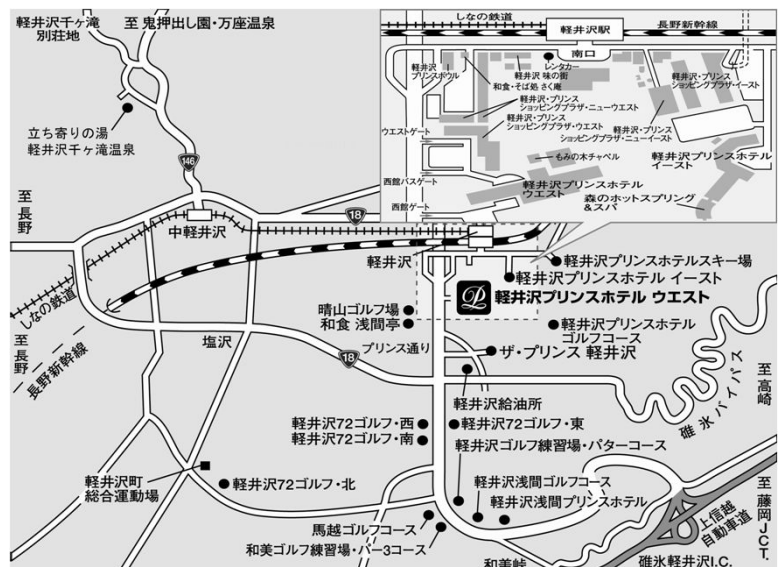 軽井沢千ヶ滝
別荘地
至 鬼押出し園・万座温泉
立ち寄りの湯
軽井沢千ヶ滝温泉
146
至長野
18
中軽井沢
しなの鉄道
至長野
長野新幹線
塩沢
18
軽井沢
軽井沢プリンスホテルスキー場
軽井沢プリンスホテル イースト
軽井沢プリンスホテル ウエスト
晴山ゴルフ場
和食 浅間亭
プリンス通り
軽井沢プリンスホテル
ゴルフコース
ザ・プリンス 軽井沢
軽井沢給油所
碓氷バイパス
至高崎
軽井沢72ゴルフ・西
軽井沢72ゴルフ・南
軽井沢72ゴルフ・東
軽井沢ゴルフ練習場・パターコース
軽井沢町
総合運動場
軽井沢72ゴルフ・北
軽井沢浅間ゴルフコース
軽井沢浅間プリンスホテル
馬越ゴルフコース
和美ゴルフ練習場・パー3コース
和美峠
上信越
自動車道
碓氷軽井沢I.C.
至藤岡JCT.
しなの鉄道
軽井沢駅
長野新幹線
南口
レンタカー
軽井沢
プリンスボウル
軽井沢 味の街
和食・そば処 さく庵
軽井沢・プリンス
ショッピングプラザ・イースト
軽井沢・プリンス
ショッピングプラザ・ニューウエスト
軽井沢・プリンス
ショッピングプラザ・ウエスト
軽井沢・プリンス
ショッピングプラザ・ニューイースト
ウエストゲート
もみの木チャペル
軽井沢プリンスホテル
イースト
西館バスゲート
軽井沢プリンスホテル
ウエスト
西館ゲート
森のホットスプリング
&スパ